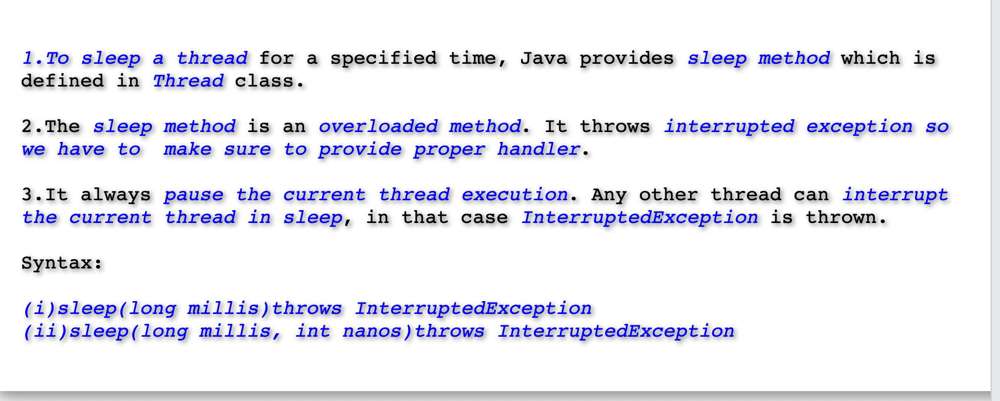 1.To sleep a thread for a specified time, Java provides sleep method which is
defined in Thread class.
2.The sleep method is an overloaded method. It throws interrupted exception so
we have to  make sure to provide proper handler.
3.It always pause the current thread execution. Any other thread can interrupt
the current thread in sleep, in that case InterruptedException is thrown.
Syntax:
(i)sleep(long millis)throws InterruptedException
(ii)sleep(long millis, int nanos)throws InterruptedException